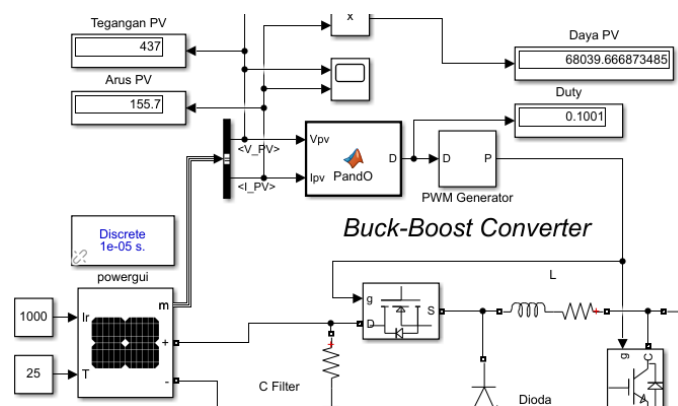 Tegangan PV
437
x
Daya PV
68039.666873485
Arus PV
155.7
Duty
0.1001
<V_PV>
<I_PV>
Vpv
Ipv
D
PandO
D
P
PWM Generator
Discrete
1e-05 s.
powergui
Buck-Boost Converter
L
1000
Ir
m
g
D
S
+
+
+
25
T
-
C Filter
+
g
C
Dioda